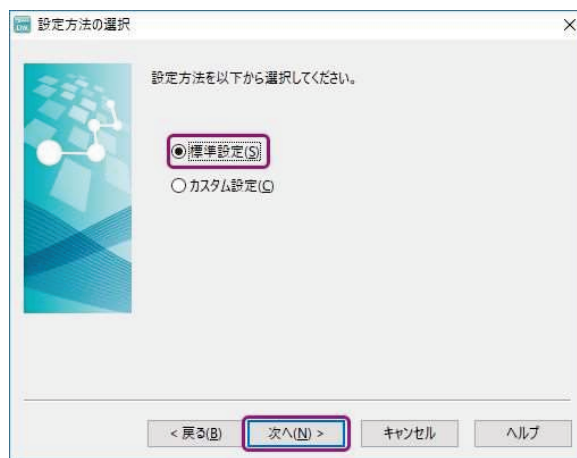 設定方法の選択
設定方法を以下から選択してください。
標準設定(S)
カスタム設定(C)
< 戻る(B) 次へ(N) > キャンセル ヘルプ